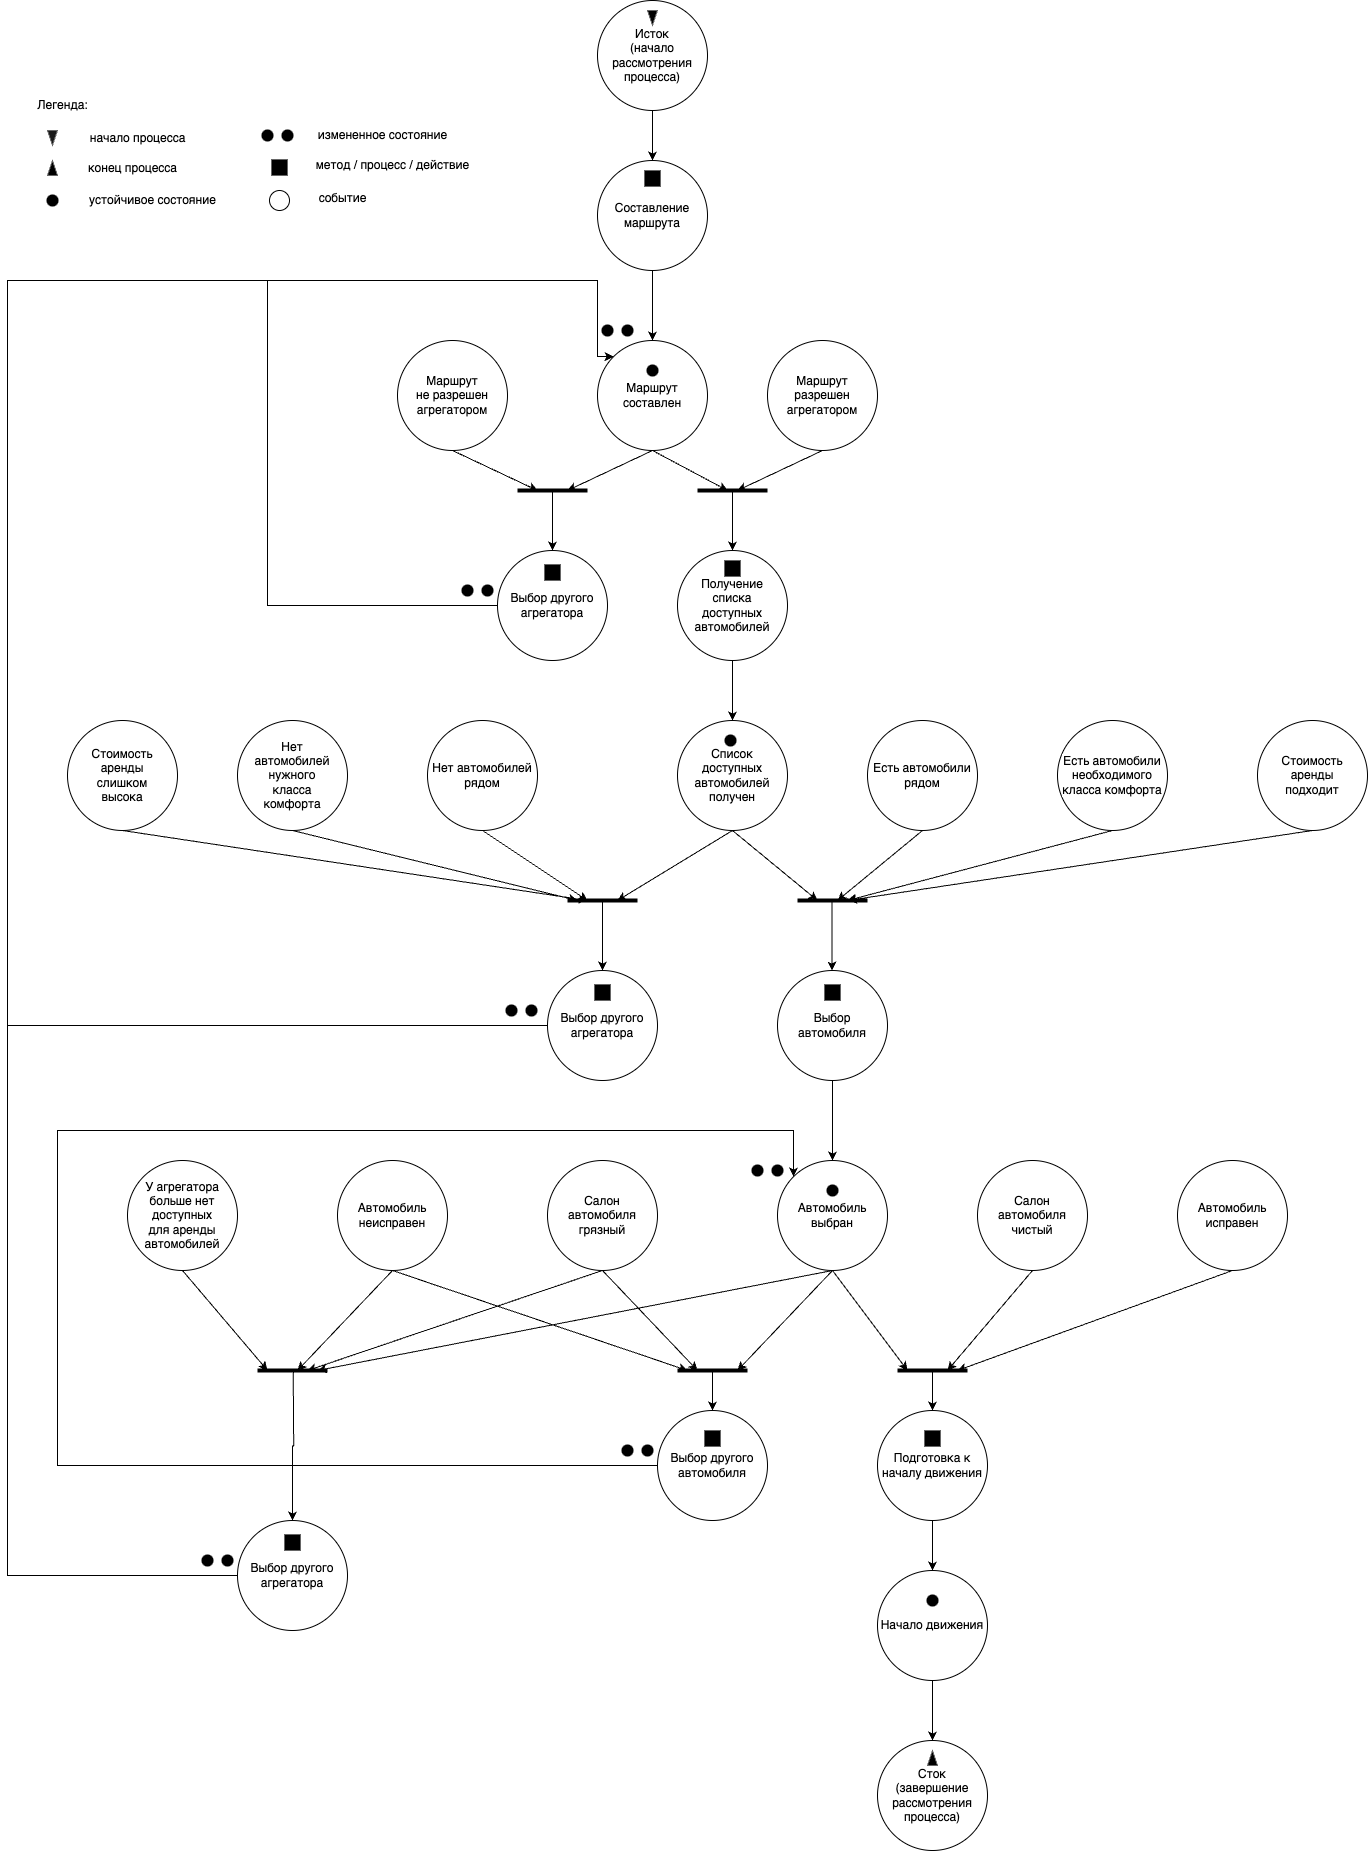 Исток
(начало
рассмотрения
процесса)
Легенда:
начало процесса
измененное состояние
конец процесса
метод / процесс / действие
устойчивое состояние
событие
Составление
маршрута
Маршрут
не разрешен
агрегатором
Маршрут
составлен
Маршрут
разрешен
агрегатором
Выбор другого
агрегатора
Получение
списка
доступных
автомобилей
Стоимость
аренды
слишком
высока
Нет
автомобилей
нужного
класса
комфорта
Нет автомобилей
рядом
Список
доступных
автомобилей
получен
Есть автомобили
рядом
Есть автомобили
необходимого
класса комфорта
Стоимость
аренды
подходит
Выбор другого
агрегатора
Выбор
автомобиля
У агрегатора
больше нет
доступных
для аренды
автомобилей
Автомобиль
неисправен
Салон
автомобиля
грязный
Автомобиль
выбран
Салон
автомобиля
чистый
Автомобиль
исправен
Выбор другого
автомобиля
Подготовка к
началу движения
Выбор другого
агрегатора
Начало движения
Сток
(завершение
рассмотрения
процесса)